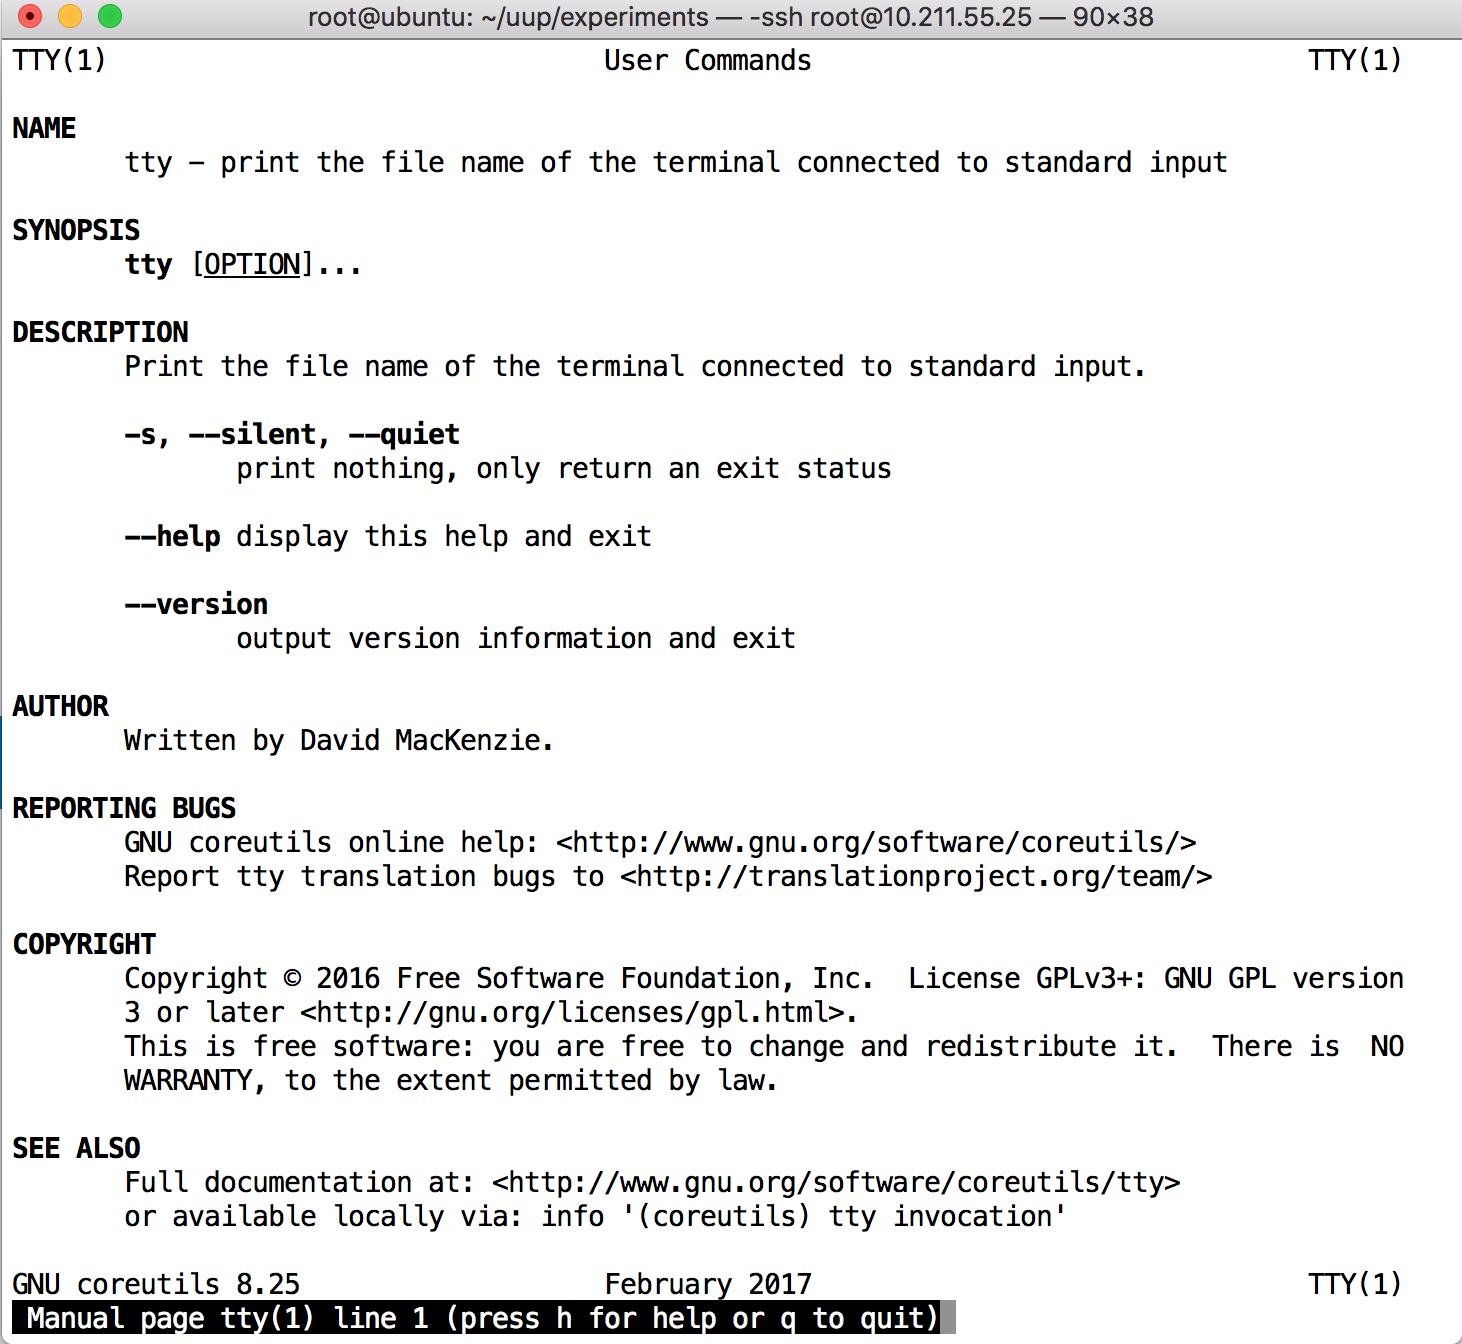 root@ubuntu: ~/uup/experiments — -ssh root@10.211.55.25 — 90×38
TTY(1) User Commands TTY(1)
NAME
tty - print the file name of the terminal connected to standard input
SYNOPSIS
tty [OPTION]...
DESCRIPTION
Print the file name of the terminal connected to standard input.
-s, --silent, --quiet
print nothing, only return an exit status
--help display this help and exit
--version
output version information and exit
AUTHOR
Written by David MacKenzie.
REPORTING BUGS
GNU coreutils online help: <http://www.gnu.org/software/coreutils/>
Report tty translation bugs to <http://translationproject.org/team/>
COPYRIGHT
Copyright © 2016 Free Software Foundation, Inc.  License GPLv3+: GNU GPL version
3 or later <http://gnu.org/licenses/gpl.html>.
This is free software: you are free to change and redistribute it.  There is  NO
WARRANTY, to the extent permitted by law.
SEE ALSO
Full documentation at: <http://www.gnu.org/software/coreutils/tty>
or available locally via: info '(coreutils) tty invocation'
GNU coreutils 8.25 February 2017 TTY(1)
Manual page tty(1) line 1 (press h for help or q to quit)